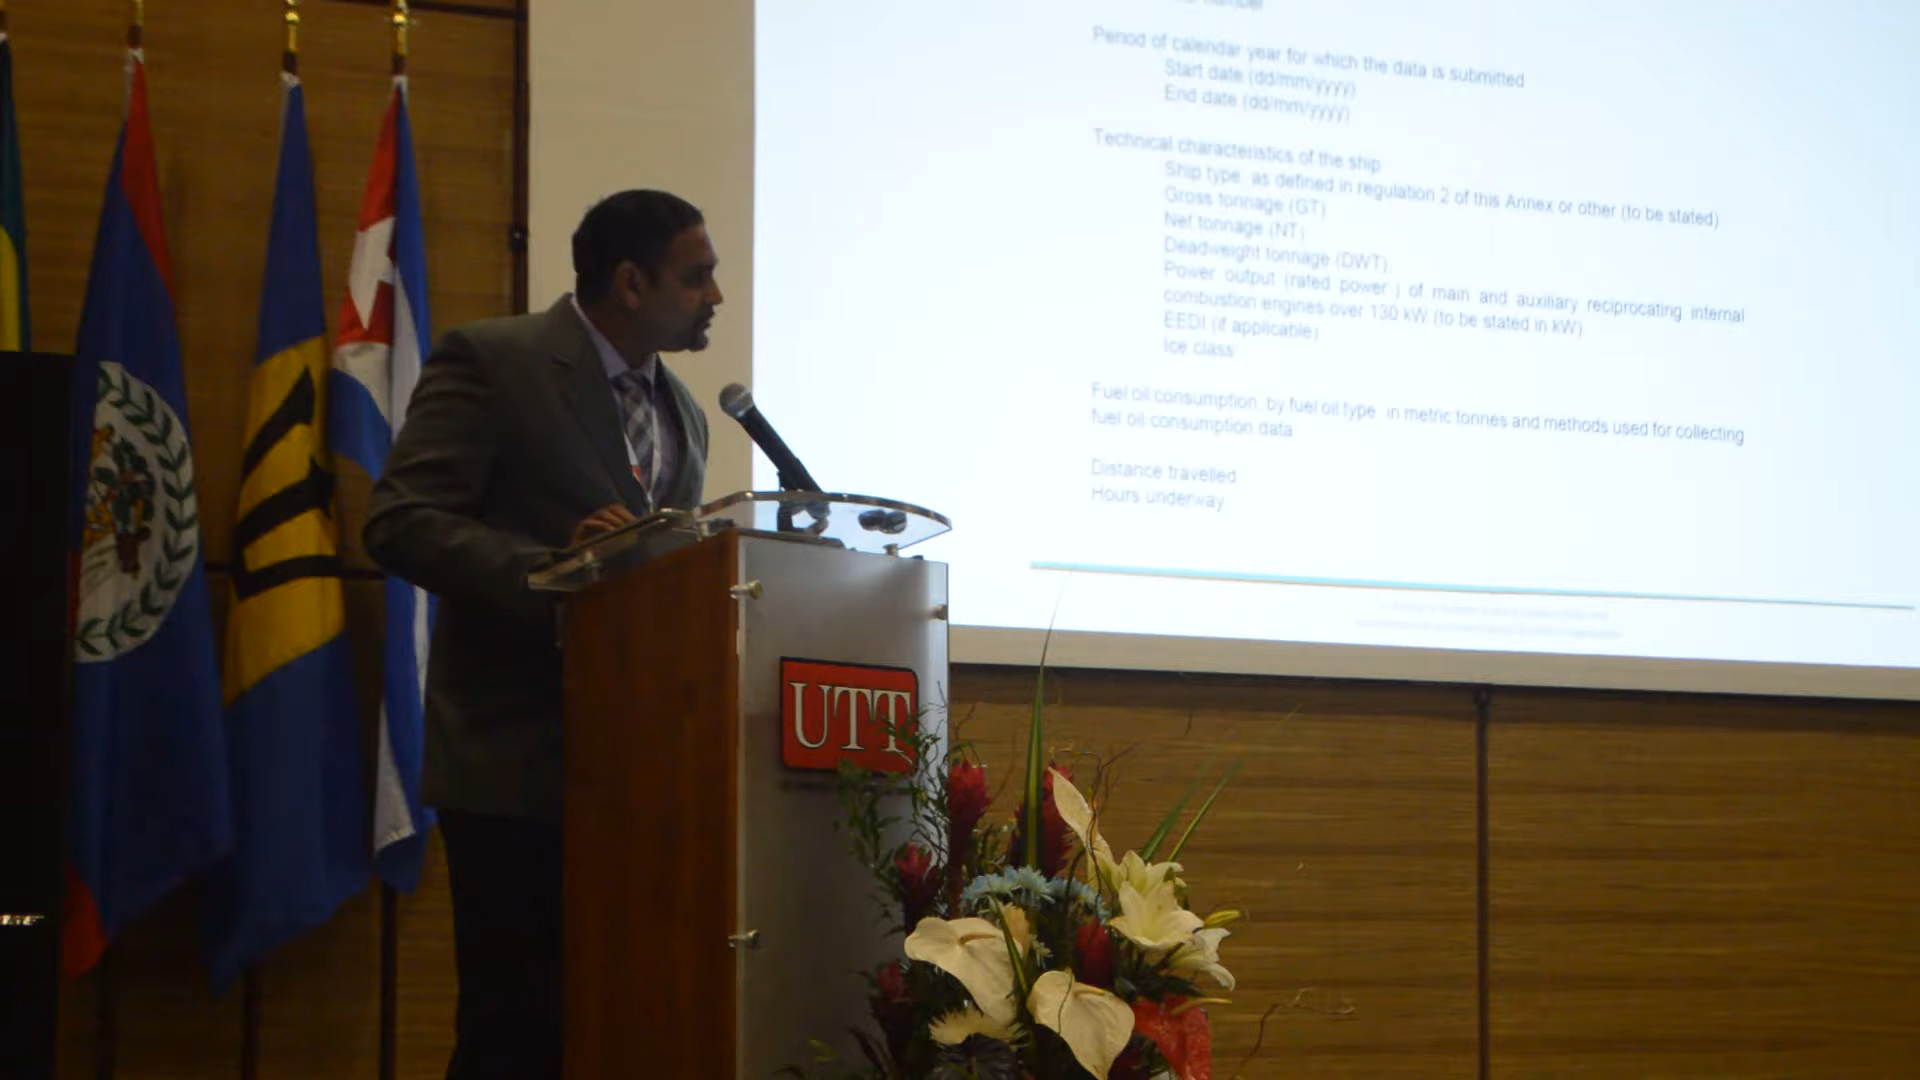 number
Period of calendar year for which the data is submitted
Start date (dd/mm/yyyy)
End date (dd/mm/yyyy)
Technical characteristics of the ship
Ship type, as defined in regulation 2 of this Annex or other (to be stated)
Gross tonnage (GT)
Net tonnage (NT)
Deadweight tonnage (DWT)
Power output (rated power ) of main and auxiliary reciprocating internal
combustion engines over 130 kW (to be stated in kW)
EEDI (if applicable)
Ice class
Fuel oil consumption, by fuel oil type, in metric tonnes and methods used for collecting
fuel oil consumption data
Distance travelled
Hours underway
UTT